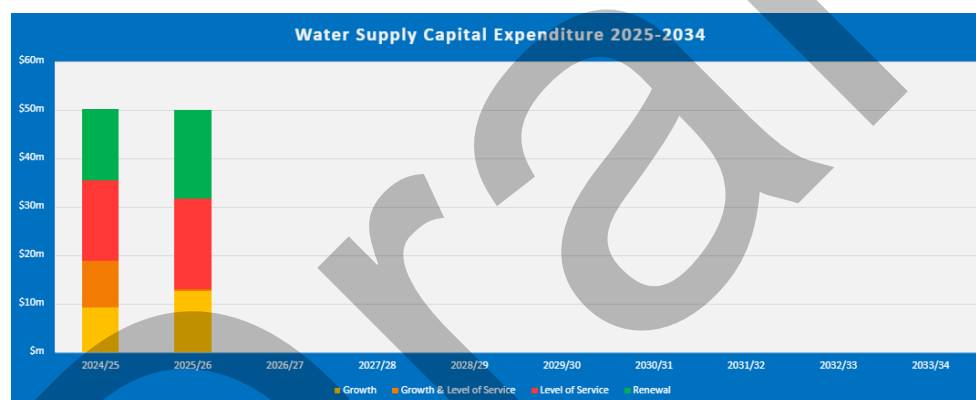 Water Supply Capital Expenditure 2025-2034
$60m
$50m
$40m
$30m
$20m
$10m
$m
2024/25 2025/26 2026/27 2027/28 2028/29 2029/30 2030/31 2031/32 2032/33 2033/34
Growth Growth & Level of Service Level of Service Renewal